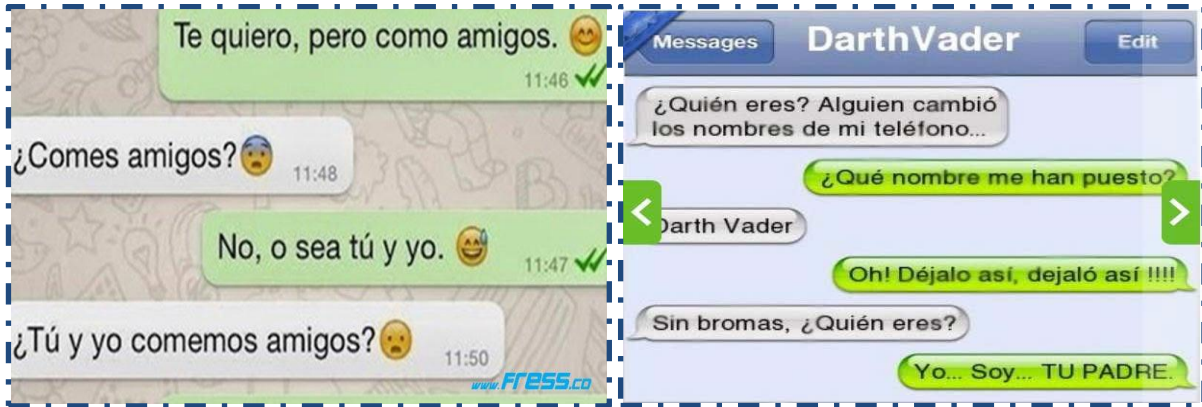 Te quiero, pero como amigos. 😊
11:46
¿Comes amigos?😨
11:48
No, o sea tú y yo. 😅
11:47
¿Tú y yo comemos amigos?😦
11:50
www.FRESS.co
Messages
DarthVader
Edit
¿Quién eres? Alguien cambió
los nombres de mi teléfono...
¿Qué nombre me han puesto?
Darth Vader
Oh! Déjalo así, dejaló así !!!!
Sin bromas, ¿Quién eres?
Yo... Soy... TU PADRE.